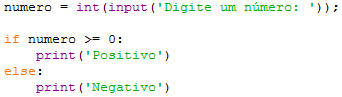 numero = int(input('Digite um número: '));
if numero >= 0:
    print('Positivo')
else:
    print('Negativo')